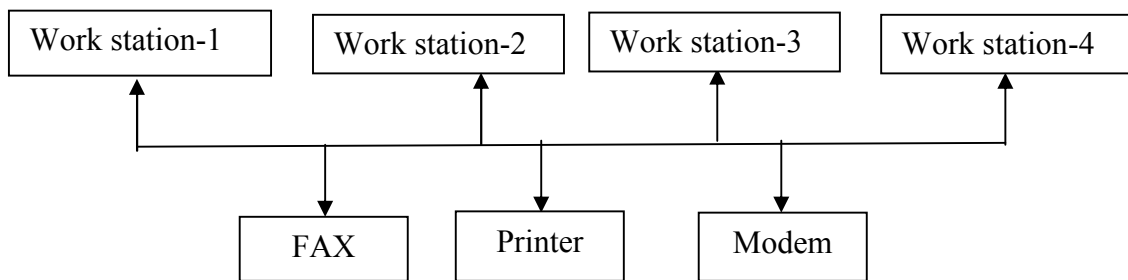 Work station-1
Work station-2
Work station-3
Work station-4
FAX
Printer
Modem